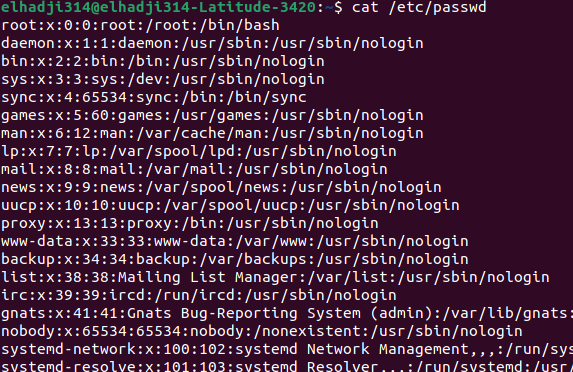 elhadji314@elhadji314-Latitude-3420:~$ cat /etc/passwd
root:x:0:0:root:/root:/bin/bash
daemon:x:1:1:daemon:/usr/sbin:/usr/sbin/nologin
bin:x:2:2:bin:/bin:/usr/sbin/nologin
sys:x:3:3:sys:/dev:/usr/sbin/nologin
sync:x:4:65534:sync:/bin:/bin/sync
games:x:5:60:games:/usr/games:/usr/sbin/nologin
man:x:6:12:man:/var/cache/man:/usr/sbin/nologin
lp:x:7:7:lp:/var/spool/lpd:/usr/sbin/nologin
mail:x:8:8:mail:/var/mail:/usr/sbin/nologin
news:x:9:9:news:/var/spool/news:/usr/sbin/nologin
uucp:x:10:10:uucp:/var/spool/uucp:/usr/sbin/nologin
proxy:x:13:13:proxy:/bin:/usr/sbin/nologin
www-data:x:33:33:www-data:/var/www:/usr/sbin/nologin
backup:x:34:34:backup:/var/backups:/usr/sbin/nologin
list:x:38:38:Mailing List Manager:/var/list:/usr/sbin/nologin
irc:x:39:39:ircd:/run/ircd:/usr/sbin/nologin
gnats:x:41:41:Gnats Bug-Reporting System (admin):/var/lib/gnats:
nobody:x:65534:65534:nobody:/nonexistent:/usr/sbin/nologin
systemd-network:x:100:102:systemd Network Management,,,:/run/sys
systemd-resolve:x:101:103:systemd Resolver,,,:/run/systemd:/usr/